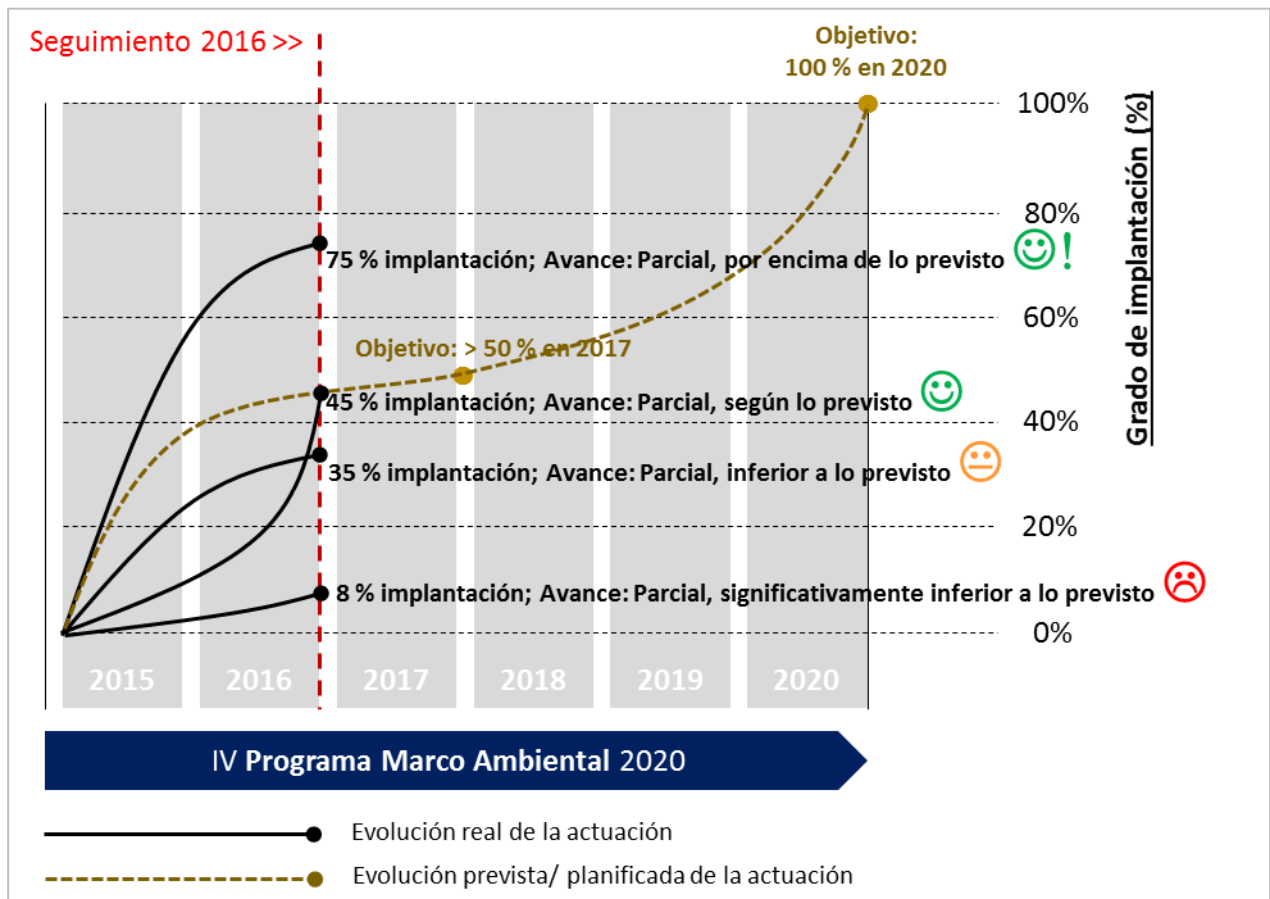 Seguimiento 2016 >>
Objetivo:
100 % en 2020
100%
80%
75 % implantación; Avance: Parcial, por encima de lo previsto !
60%
Objetivo: > 50 % en 2017
45 % implantación; Avance: Parcial, según lo previsto
40%
35 % implantación; Avance: Parcial, inferior a lo previsto
20%
8 % implantación; Avance: Parcial, significativamente inferior a lo previsto
0%
Grado de implantación (%)
2015 2016 2017 2018 2019 2020
IV Programa Marco Ambiental 2020
Evolución real de la actuación
Evolución prevista/ planificada de la actuación